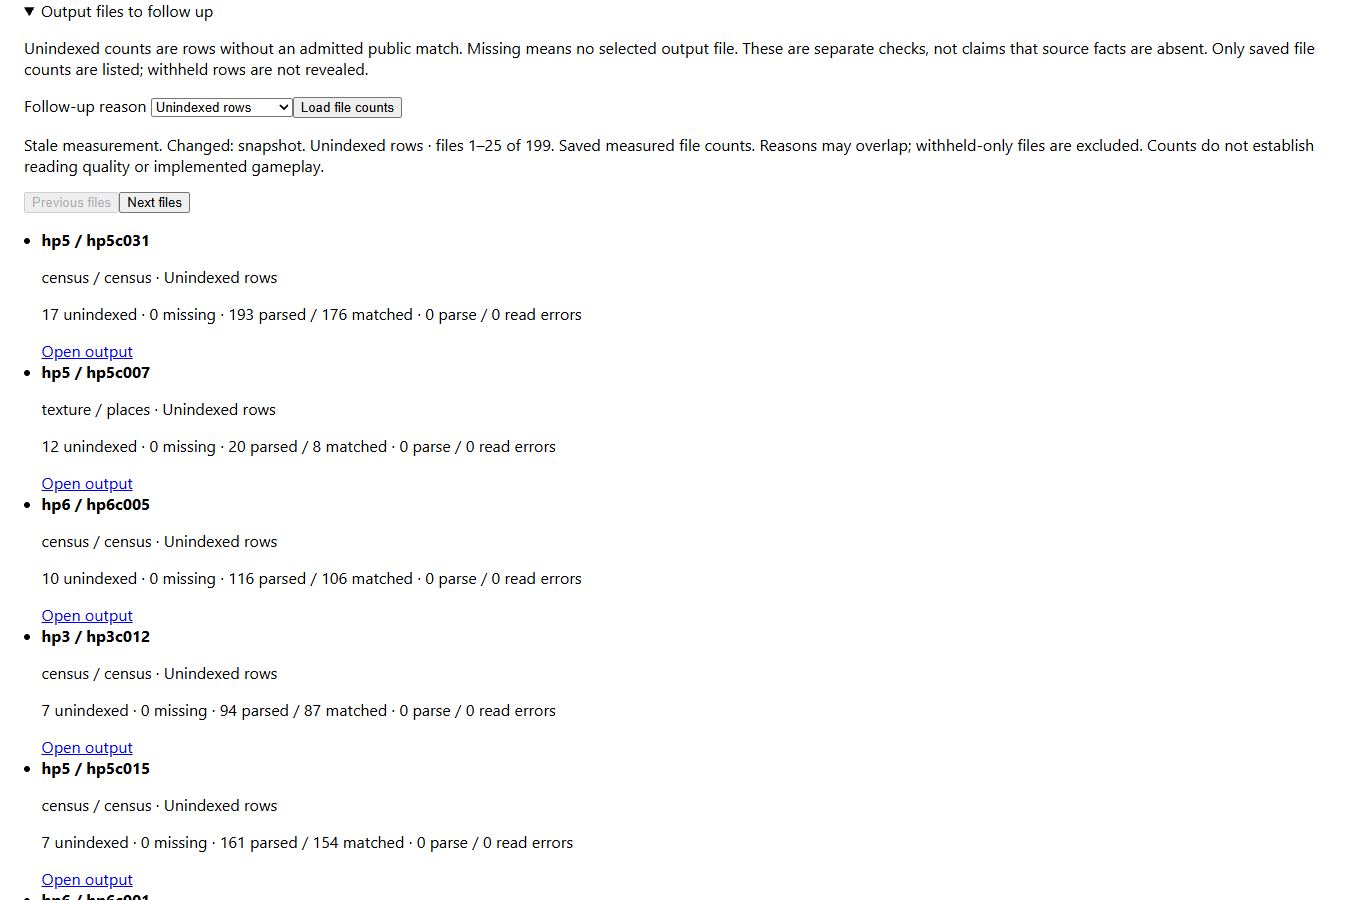 ▼ Output files to follow up
Unindexed counts are rows without an admitted public match. Missing means no selected output file. These are separate checks, not claims that source facts are absent. Only saved file
counts are listed; withheld rows are not revealed.
Follow-up reason Unindexed rows Load file counts
Stale measurement. Changed: snapshot. Unindexed rows · files 1–25 of 199. Saved measured file counts. Reasons may overlap; withheld-only files are excluded. Counts do not establish
reading quality or implemented gameplay.
Previous files Next files
• hp5 / hp5c031
census / census · Unindexed rows
17 unindexed · 0 missing · 193 parsed / 176 matched · 0 parse / 0 read errors
Open output
• hp5 / hp5c007
texture / places · Unindexed rows
12 unindexed · 0 missing · 20 parsed / 8 matched · 0 parse / 0 read errors
Open output
• hp6 / hp6c005
census / census · Unindexed rows
10 unindexed · 0 missing · 116 parsed / 106 matched · 0 parse / 0 read errors
Open output
• hp3 / hp3c012
census / census · Unindexed rows
7 unindexed · 0 missing · 94 parsed / 87 matched · 0 parse / 0 read errors
Open output
• hp5 / hp5c015
census / census · Unindexed rows
7 unindexed · 0 missing · 161 parsed / 154 matched · 0 parse / 0 read errors
Open output
• hp6 / hp6c001